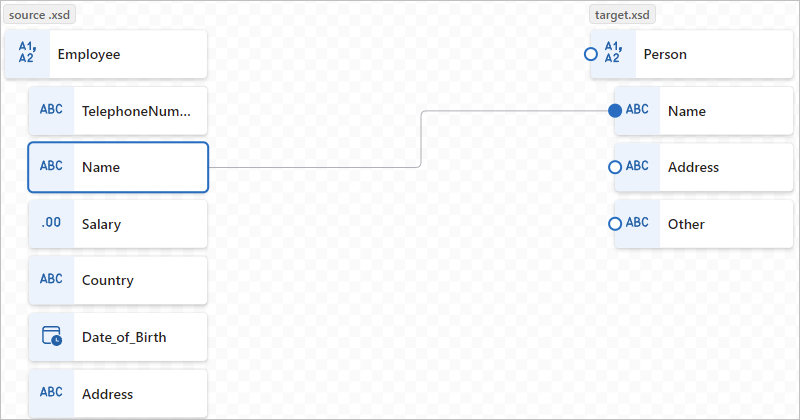 source .xsd
target.xsd
A1,
A2
Employee
A1,
A2
Person
ABC
TelephoneNum...
ABC
Name
ABC
Name
ABC
Address
.00
Salary
ABC
Other
ABC
Country
Date_of_Birth
ABC
Address